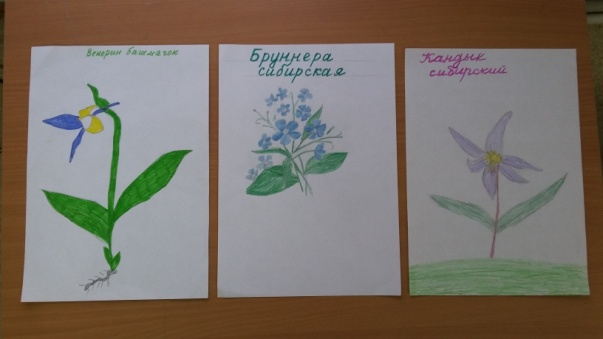 Венерин башмачок
Бруннера
сибирская
Кандык
сибирский